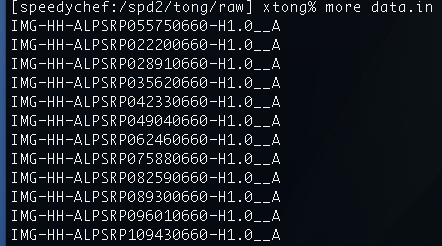 [speedychef:/spd2/tong/raw] xtong% more data.in
IMG-HH-ALPSRP055750660-H1.0__A
IMG-HH-ALPSRP022200660-H1.0__A
IMG-HH-ALPSRP028910660-H1.0__A
IMG-HH-ALPSRP035620660-H1.0__A
IMG-HH-ALPSRP042330660-H1.0__A
IMG-HH-ALPSRP049040660-H1.0__A
IMG-HH-ALPSRP062460660-H1.0__A
IMG-HH-ALPSRP075880660-H1.0__A
IMG-HH-ALPSRP082590660-H1.0__A
IMG-HH-ALPSRP089300660-H1.0__A
IMG-HH-ALPSRP096010660-H1.0__A
IMG-HH-ALPSRP109430660-H1.0__A